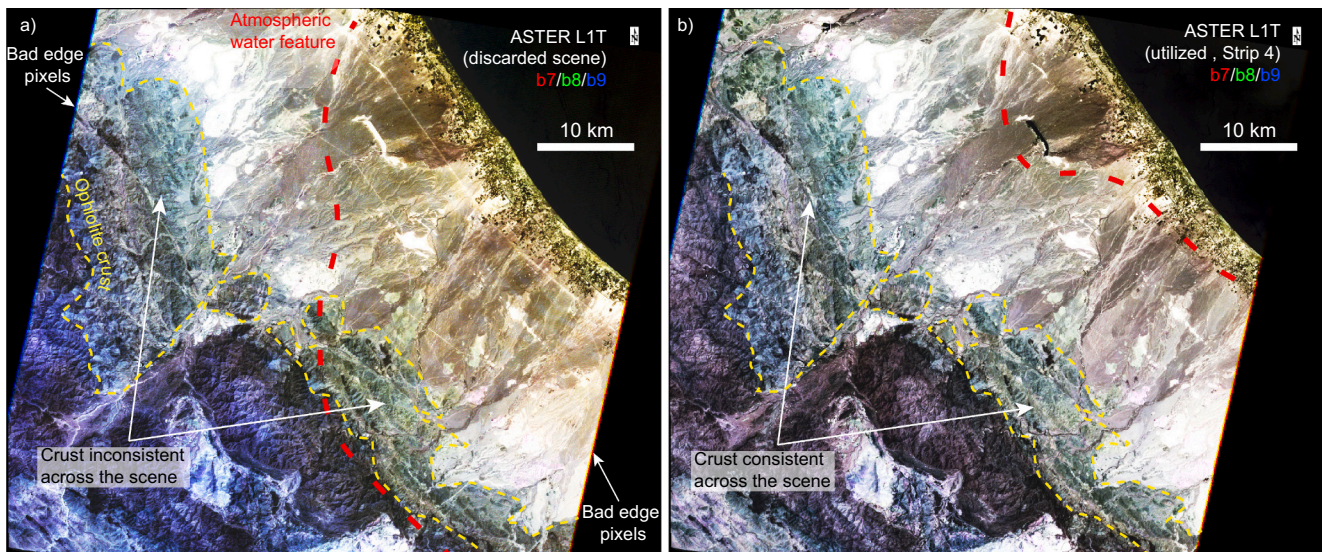 a)
Atmospheric
water feature
ASTER L1T
(discarded scene)
b7/b8/b9
N
Bad edge
pixels
10 km
Ophiolite crust
Crust inconsistent
across the scene
Bad edge
pixels
b)
ASTER L1T
(utilized , Strip 4)
b7/b8/b9
N
10 km
Crust consistent
across the scene